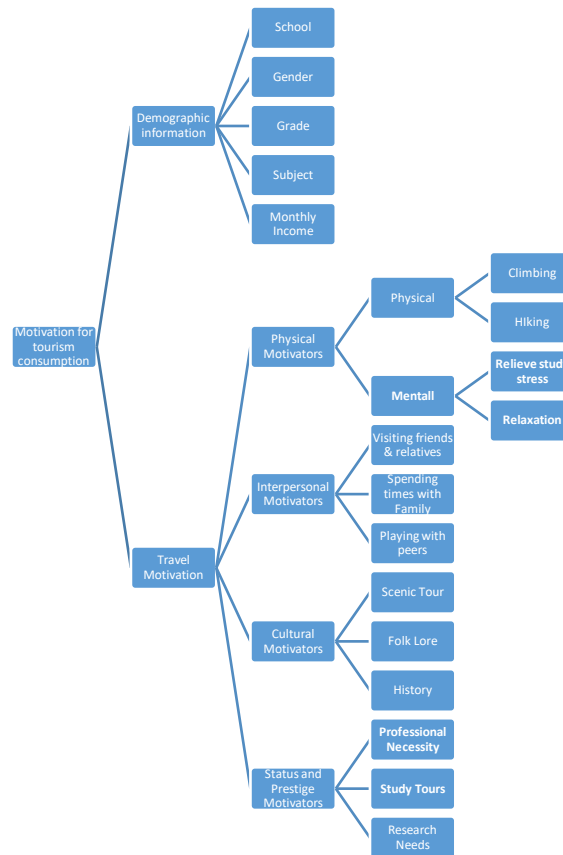 School
Gender
Demographic
information
Grade
Subject
Monthly
Income
Motivation for
tourism
consumption
Travel
Motivation
Physical
Motivators
Physical
Climbing
HIking
Mentall
Relieve study
stress
Relaxation
Interpersonal
Motivators
Visiting friends
& relatives
Spending
times with
Family
Playing with
peers
Cultural
Motivators
Scenic Tour
Folk Lore
History
Status and
Prestige
Motivators
Professional
Necessity
Study Tours
Research
Needs